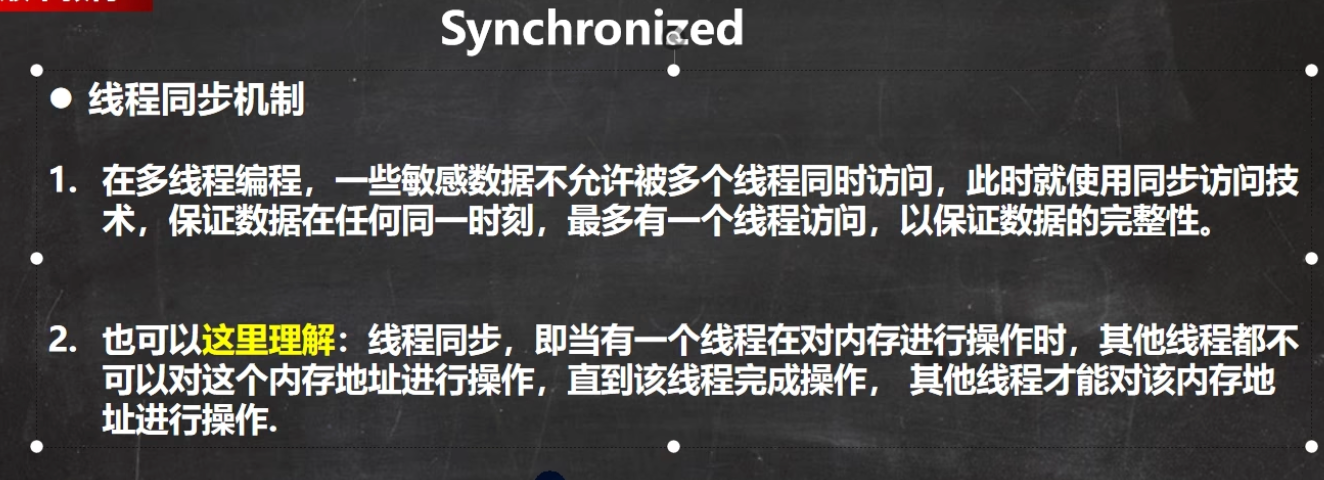 Synchronized
● 线程同步机制
1. 在多线程编程，一些敏感数据不允许被多个线程同时访问，此时就使用同步访问技
术，保证数据在任何同一时刻，最多有一个线程访问，以保证数据的完整性。
2. 也可以这里理解：线程同步，即当有一个线程在对内存进行操作时，其他线程都不
可以对这个内存地址进行操作，直到该线程完成操作， 其他线程才能对该内存地
址进行操作.